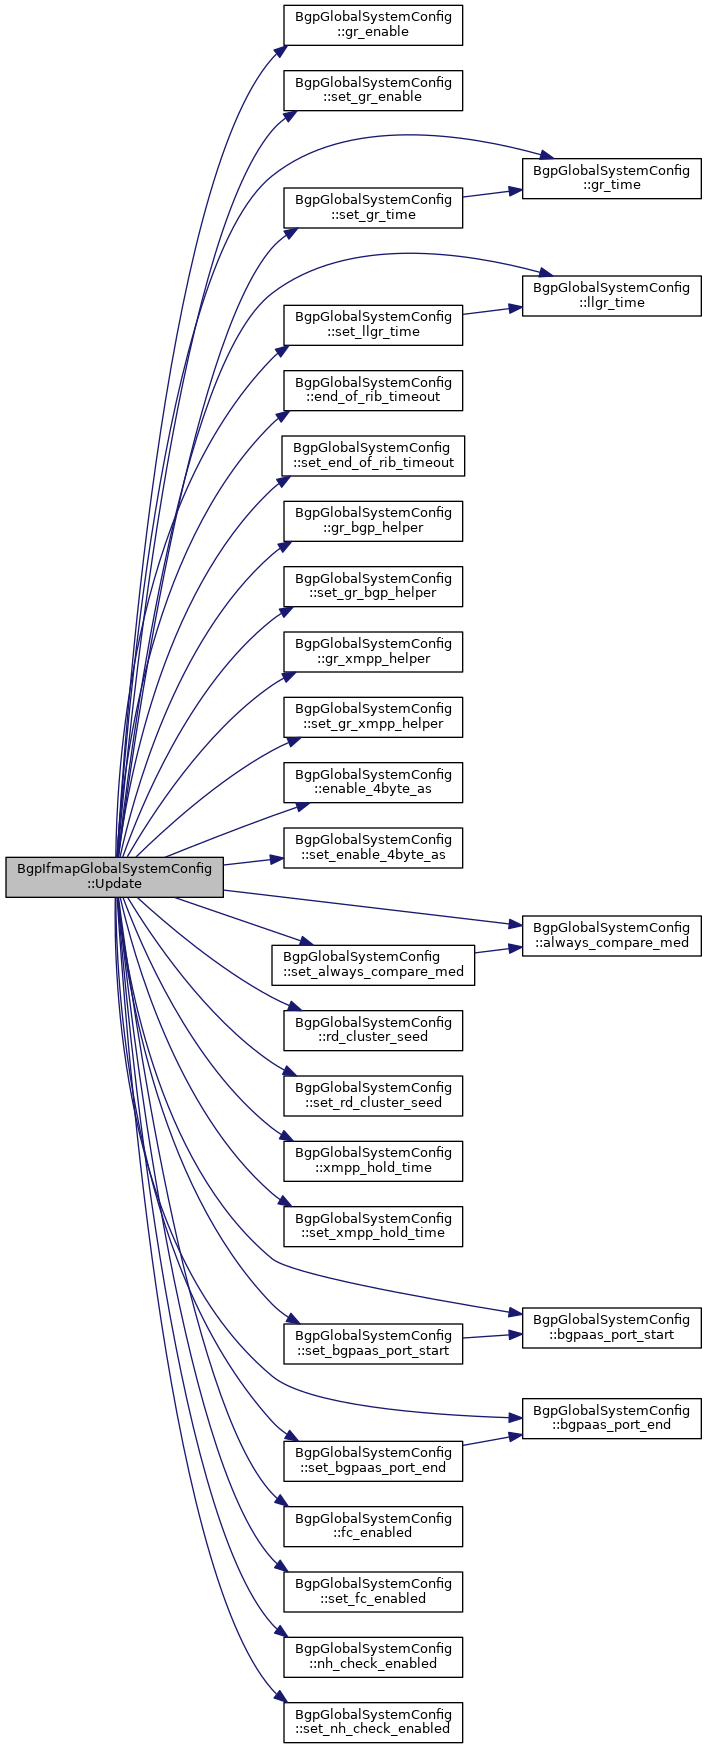 BgpGlobalSystemConfig
::gr_enable
BgpGlobalSystemConfig
::set_gr_enable
BgpGlobalSystemConfig
::gr_time
BgpGlobalSystemConfig
::set_gr_time
BgpGlobalSystemConfig
::llgr_time
BgpGlobalSystemConfig
::set_llgr_time
BgpGlobalSystemConfig
::end_of_rib_timeout
BgpGlobalSystemConfig
::set_end_of_rib_timeout
BgpGlobalSystemConfig
::gr_bgp_helper
BgpGlobalSystemConfig
::set_gr_bgp_helper
BgpGlobalSystemConfig
::gr_xmpp_helper
BgpGlobalSystemConfig
::set_gr_xmpp_helper
BgpGlobalSystemConfig
::enable_4byte_as
BgpGlobalSystemConfig
::set_enable_4byte_as
BgpIfmapGlobalSystemConfig
::Update
BgpGlobalSystemConfig
::always_compare_med
BgpGlobalSystemConfig
::set_always_compare_med
BgpGlobalSystemConfig
::rd_cluster_seed
BgpGlobalSystemConfig
::set_rd_cluster_seed
BgpGlobalSystemConfig
::xmpp_hold_time
BgpGlobalSystemConfig
::set_xmpp_hold_time
BgpGlobalSystemConfig
::bgpaas_port_start
BgpGlobalSystemConfig
::set_bgpaas_port_start
BgpGlobalSystemConfig
::bgpaas_port_end
BgpGlobalSystemConfig
::set_bgpaas_port_end
BgpGlobalSystemConfig
::fc_enabled
BgpGlobalSystemConfig
::set_fc_enabled
BgpGlobalSystemConfig
::nh_check_enabled
BgpGlobalSystemConfig
::set_nh_check_enabled